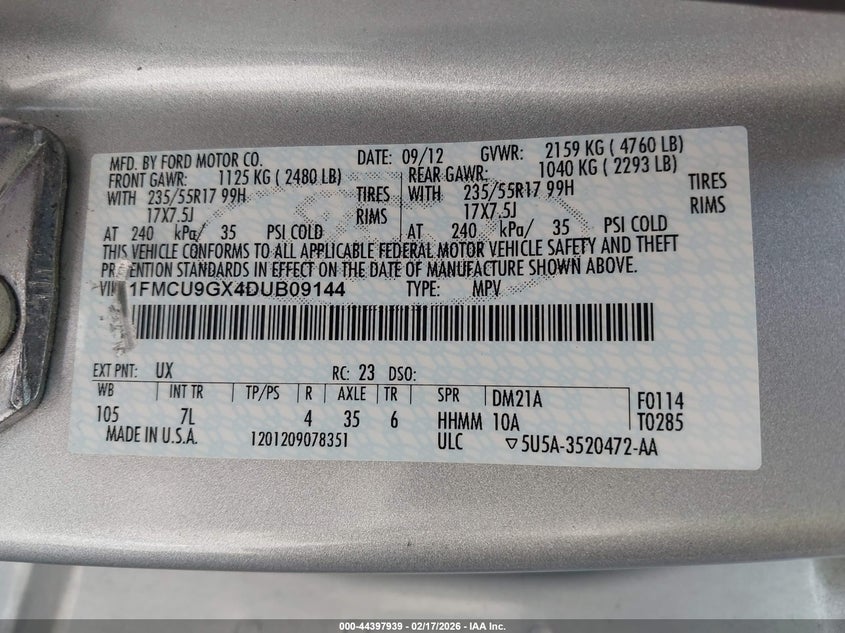 MFD. BY FORD MOTOR CO. DATE: 09/12 GVWR: 2159 KG ( 4760 LB)
FRONT GAWR: 1125 KG ( 2480 LB) REAR GAWR: 1040 KG ( 2293 LB)
WITH 235/55R17 99H TIRES WITH 235/55R17 99H TIRES
17X7.5J RIMS 17X7.5J RIMS
AT 240 kPa/ 35 PSI COLD AT 240 kPa/ 35 PSI COLD
THIS VEHICLE CONFORMS TO ALL APPLICABLE FEDERAL MOTOR VEHICLE SAFETY AND THEFT
IN EFFECT ON THE DATE OF MANUFACTURE SHOWN ABOVE.
1FMCU9GX4DUB09144 TYPE: MPV
EXT PNT: UX RC: 23 DSO:
WB INT TR TP/PS R AXLE TR SPR DM21A F0114
105 7L 4 35 6 HHMM 10A T0285
MADE IN U.S.A. 1201209078351 ULC ▽5U5A-3520472-AA
000-44397939 - 02/17/2026 - IAA Inc.